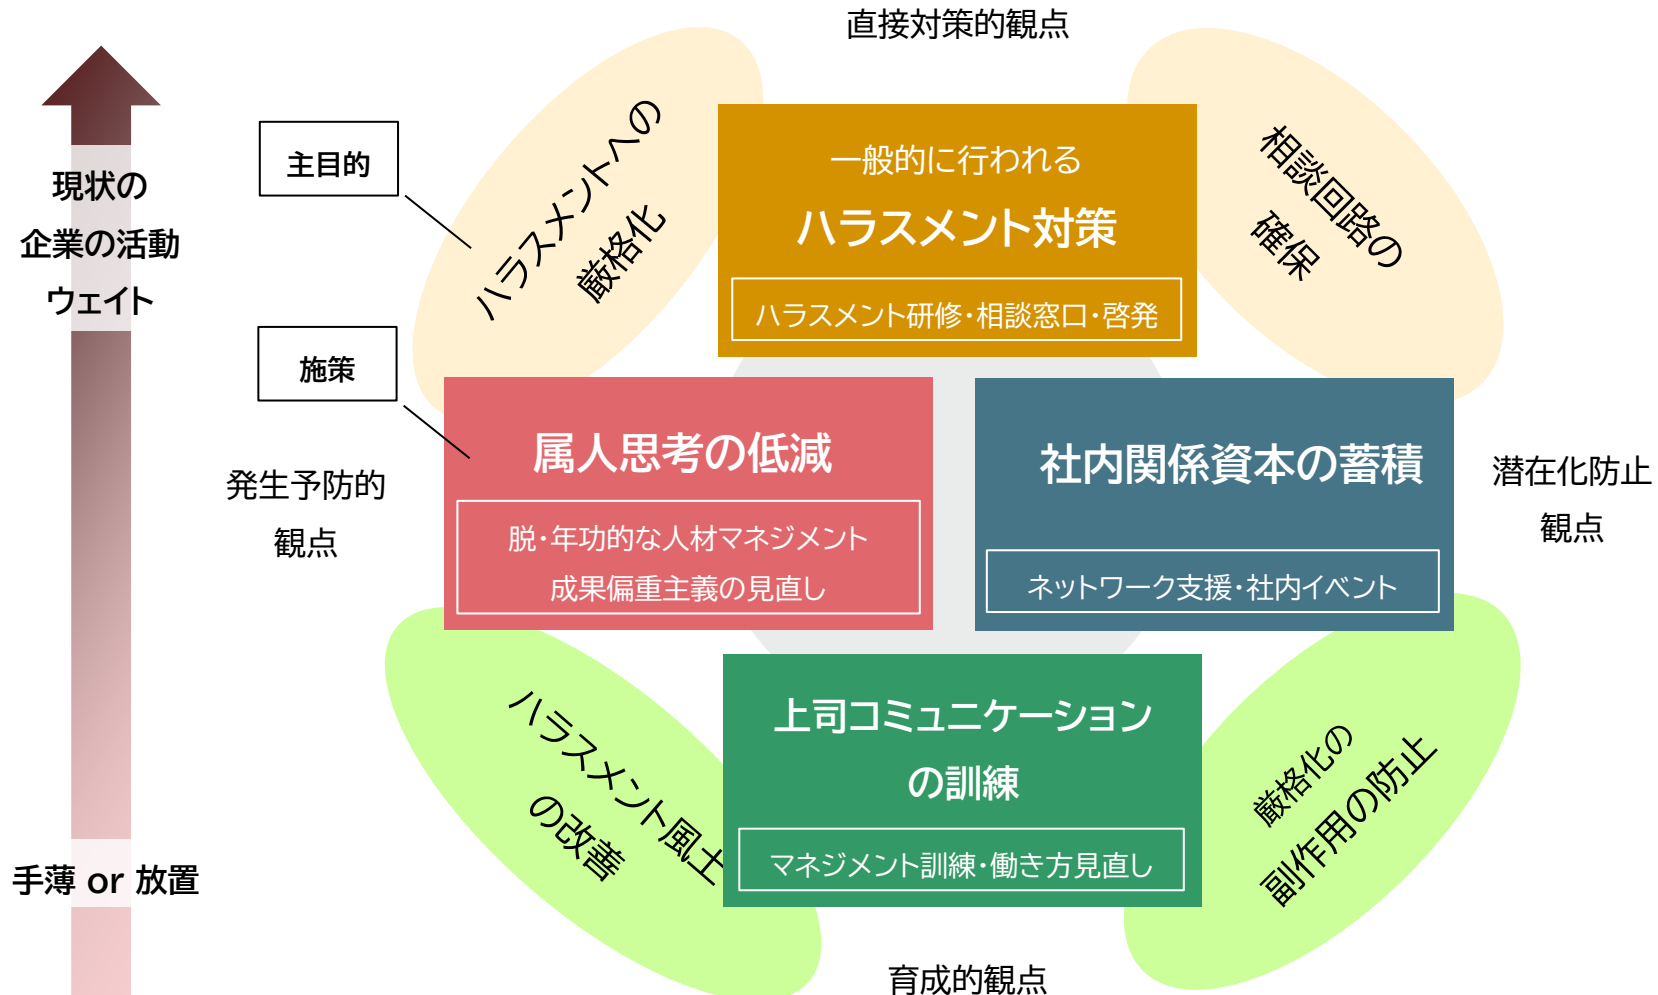 直接対策的観点
現状の
企業の活動
ウェイト
手薄 or 放置
主目的
施策
ハラスメントへの
厳格化
一般的に行われる
ハラスメント対策
ハラスメント研修・相談窓口・啓発
相談回路の
確保
発生予防的
観点
属人思考の低減
脱・年功的な人材マネジメント
成果偏重主義の見直し
社内関係資本の蓄積
ネットワーク支援・社内イベント
潜在化防止
観点
ハラスメント風土
の改善
上司コミュニケーション
の訓練
マネジメント訓練・働き方見直し
厳格化の
副作用の防止
育成的観点